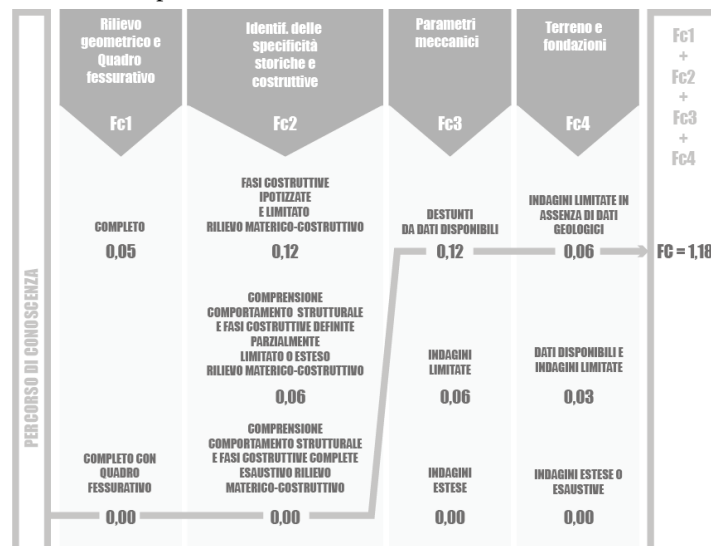 Rilievo
geometrico e
Quadro
fessurativo
Fc1
Identif. delle
specificità
storiche e
costruttive
Fc2
Parametri
meccanici
Fc3
Terreno e
fondazioni
Fc4
Fc1
+
Fc2
+
Fc3
+
Fc4
PERCORSO DI CONOSCENZA
COMPLETO
0,05
FASI COSTRUTTIVE
IPOTIZZATE
E LIMITATO
RILIEVO MATERICO-COSTRUTTIVO
0,12
DESTUNTI
DA DATI DISPONIBILI
0,12
INDAGINI LIMITATE IN
ASSENZA DI DATI
GEOLOGICI
0,06
FC = 1,18
COMPRENSIONE
COMPORTAMENTO STRUTTURALE
E FASI COSTRUTTIVE DEFINITE
PARZIALMENTE
LIMITATO O ESTESO
RILIEVO MATERICO-COSTRUTTIVO
0,06
INDAGINI
LIMITATE
0,06
DATI DISPONIBILI E
INDAGINI LIMITATE
0,03
COMPLETO CON
QUADRO
FESSURATIVO
0,00
COMPRENSIONE
COMPORTAMENTO STRUTTURALE
E FASI COSTRUTTIVE COMPLETE
ESAUSTIVO RILIEVO
MATERICO-COSTRUTTIVO
0,00
INDAGINI
ESTESE
0,00
INDAGINI ESTESE O
ESAUSTIVE
0,00